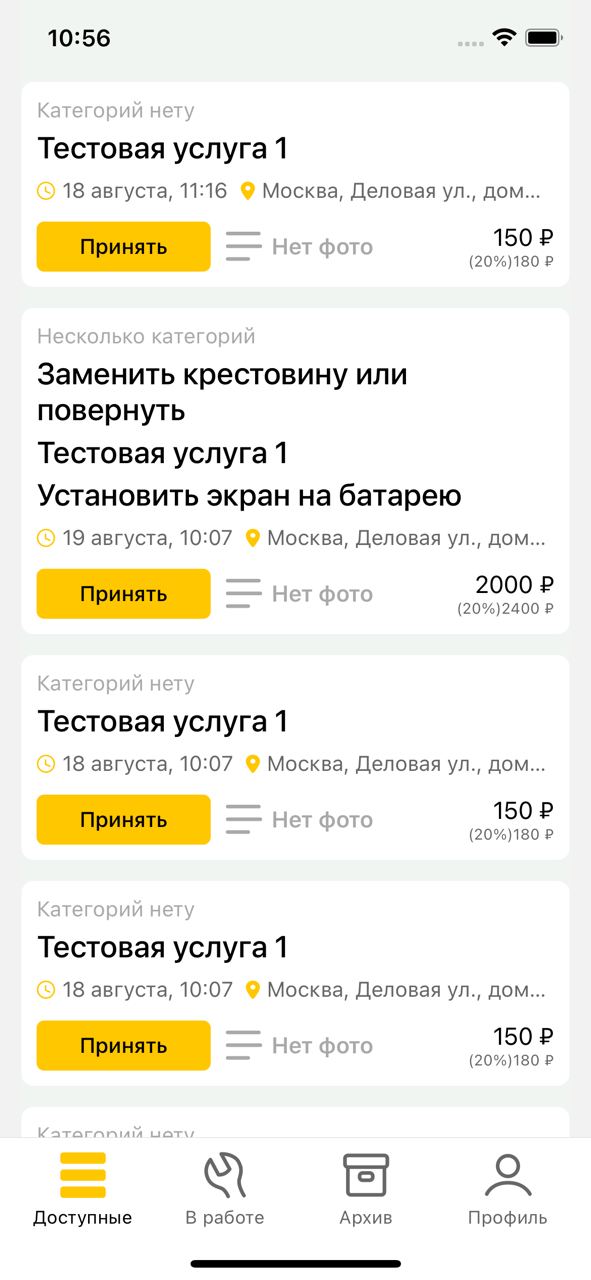 10:56
Категорий нету
Тестовая услуга 1
18 августа, 11:16 Москва, Деловая ул., дом...
Принять Нет фото 150 ₽
(20%)180 ₽
Несколько категорий
Заменить крестовину или
повернуть
Тестовая услуга 1
Установить экран на батарею
19 августа, 10:07 Москва, Деловая ул., дом...
Принять Нет фото 2000 ₽
(20%)2400 ₽
Категорий нету
Тестовая услуга 1
18 августа, 10:07 Москва, Деловая ул., дом...
Принять Нет фото 150 ₽
(20%)180 ₽
Категорий нету
Тестовая услуга 1
18 августа, 10:07 Москва, Деловая ул., дом...
Принять Нет фото 150 ₽
(20%)180 ₽
Категорий нету
Доступные В работе Архив Профиль